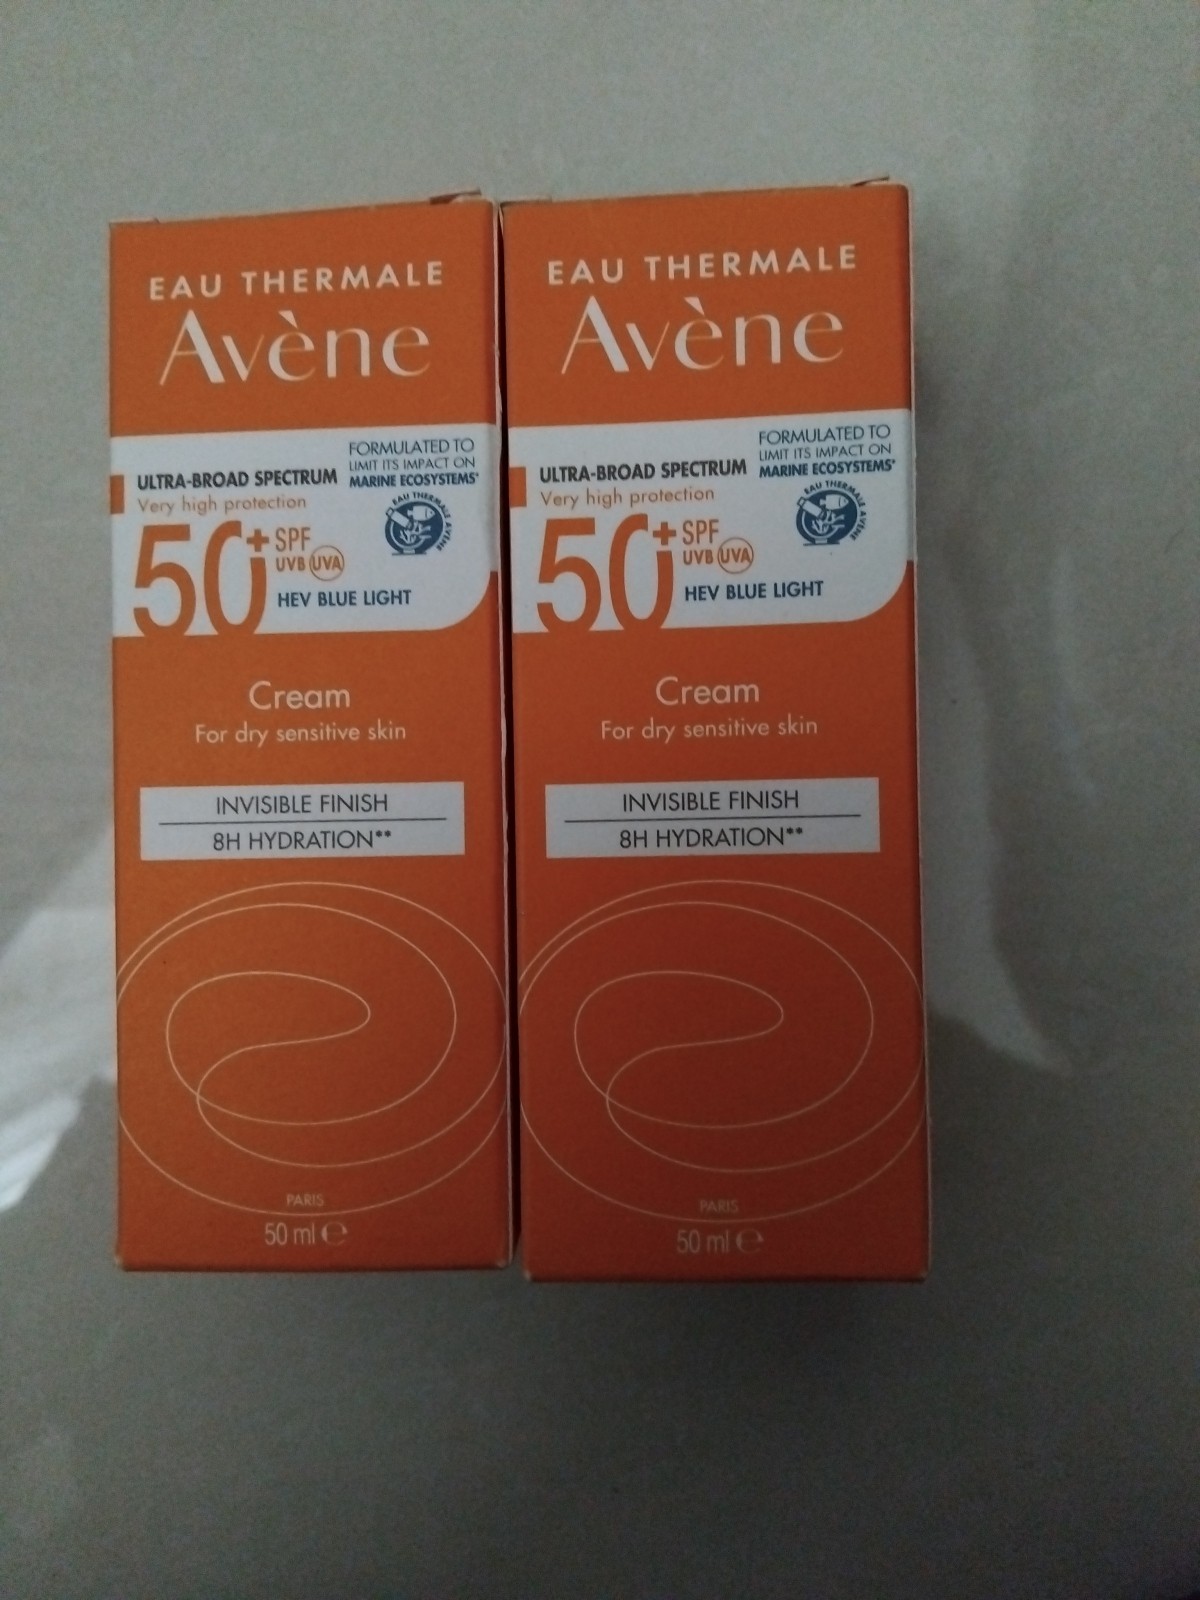 EAU THERMALE
Avène
ULTRA-BROAD SPECTRUM
Very high protection
50+ SPF
UVB UVA
HEV BLUE LIGHT
FORMULATED TO
LIMIT ITS IMPACT ON
MARINE ECOSYSTEMS*
EAU THERMALE AVÈNE
Cream
For dry sensitive skin
INVISIBLE FINISH
8H HYDRATION**
PARIS
50 ml ℮
EAU THERMALE
Avène
ULTRA-BROAD SPECTRUM
Very high protection
50+ SPF
UVB UVA
HEV BLUE LIGHT
FORMULATED TO
LIMIT ITS IMPACT ON
MARINE ECOSYSTEMS*
EAU THERMALE AVÈNE
Cream
For dry sensitive skin
INVISIBLE FINISH
8H HYDRATION**
PARIS
50 ml ℮